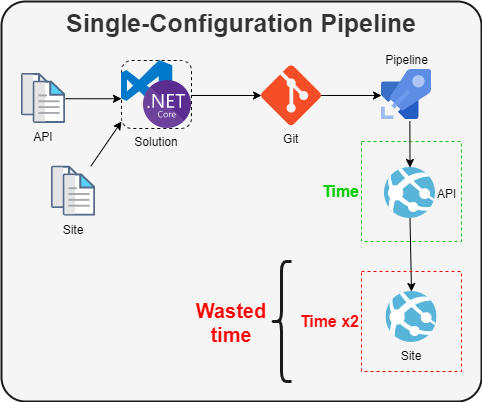 Single-Configuration Pipeline
Pipeline
.NET
Core
API
Solution
Git
Site
Time
API
Wasted
time
Time x2
Site